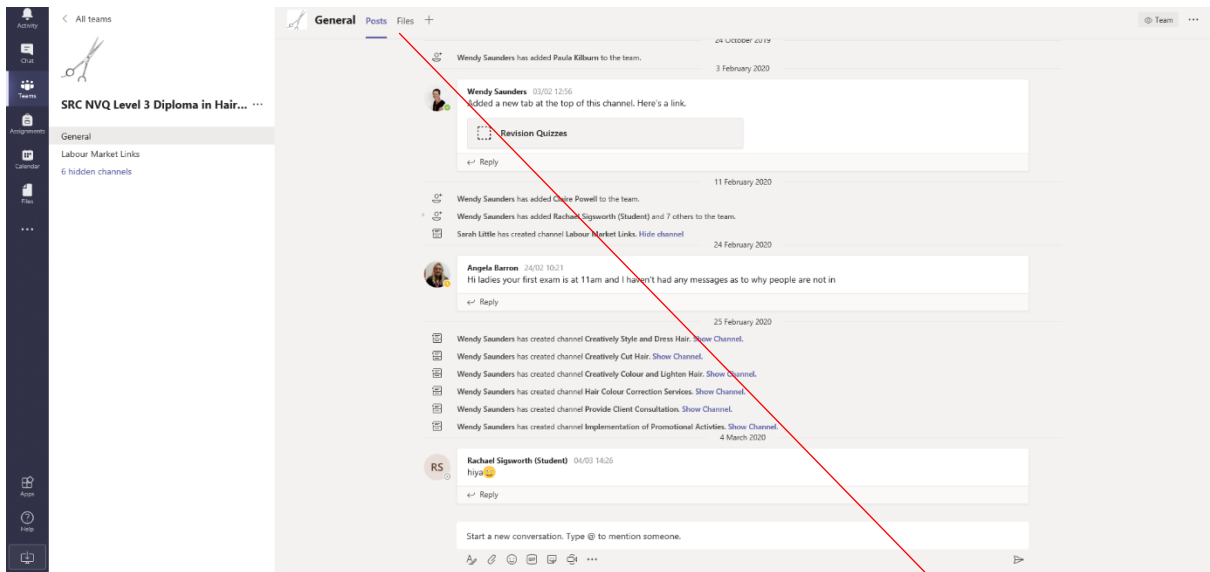 Activity
Chat
Teams
Assignments
Calendar
Files
Apps
Help
All teams
SRC NVQ Level 3 Diploma in Hair...
General
Labour Market Links
6 hidden channels
General Posts Files
Team
24 October 2019
Wendy Saunders has added Paula Kilburn to the team.
3 February 2020
Wendy Saunders 03/02 12:56
Added a new tab at the top of this channel. Here's a link.
Revision Quizzes
Reply
11 February 2020
Wendy Saunders has added Claire Powell to the team.
Wendy Saunders has added Rachael Sigsworth (Student) and 7 others to the team.
Sarah Little has created channel Labour Market Links. Hide channel
24 February 2020
Angela Barron 24/02 10:21
Hi ladies your first exam is at 11am and I haven't had any messages as to why people are not in
Reply
25 February 2020
Wendy Saunders has created channel Creatively Style and Dress Hair. Show Channel.
Wendy Saunders has created channel Creatively Cut Hair. Show Channel.
Wendy Saunders has created channel Creatively Colour and Lighten Hair. Show Channel.
Wendy Saunders has created channel Hair Colour Correction Services. Show Channel.
Wendy Saunders has created channel Provide Client Consultation. Show Channel.
Wendy Saunders has created channel Implementation of Promotional Activties. Show Channel.
4 March 2020
RS
Rachael Sigsworth (Student) 04/03 14:26
hiya😀
Reply
Start a new conversation. Type @ to mention someone.